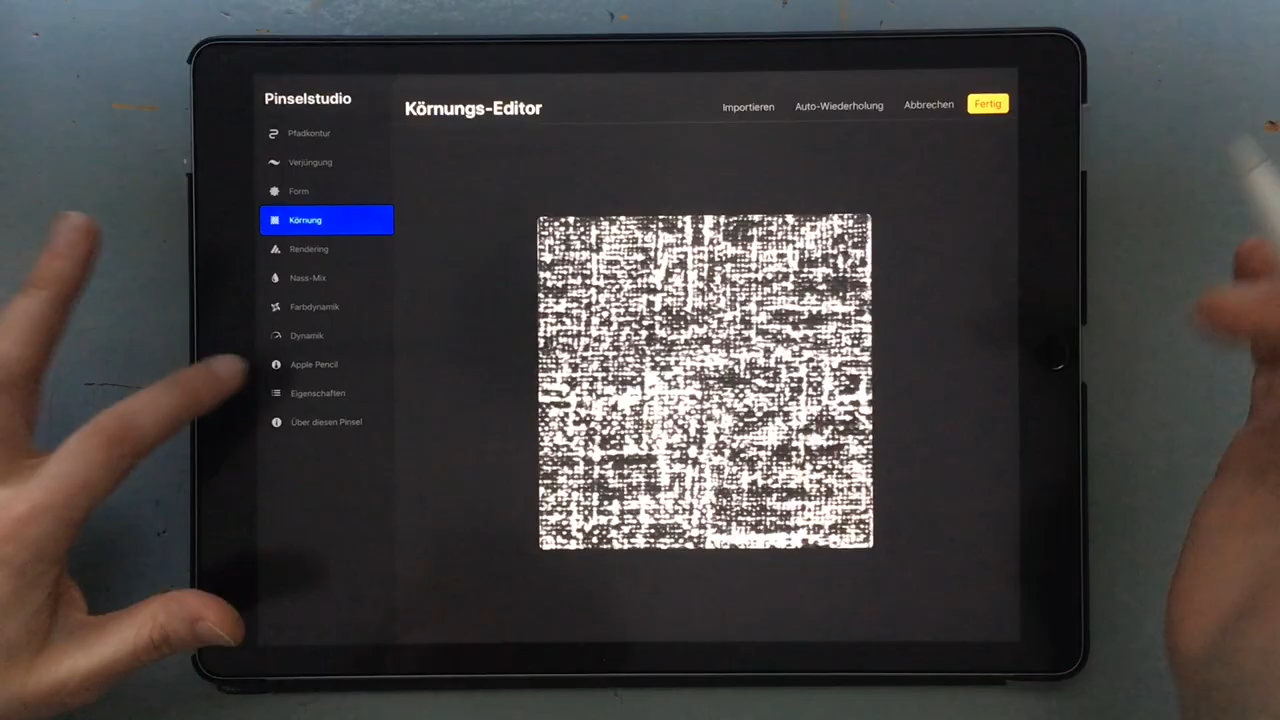 Pinselstudio
Körnungs-Editor
Importieren
Auto-Wiederholung
Abbrechen
Fertig
Pfadkontur
Verjüngung
Form
Körnung
Rendering
Nass-Mix
Farbdynamik
Dynamik
Apple Pencil
Eigenschaften
Über diesen Pinsel